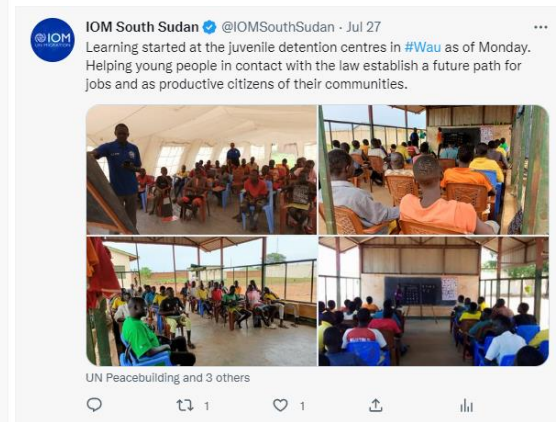 IOM
UN MIGRATION
IOM South Sudan @IOMSouthSudan · Jul 27
Learning started at the juvenile detention centres in #Wau as of Monday.
Helping young people in contact with the law establish a future path for
jobs and as productive citizens of their communities.
UN Peacebuilding and 3 others
1
1